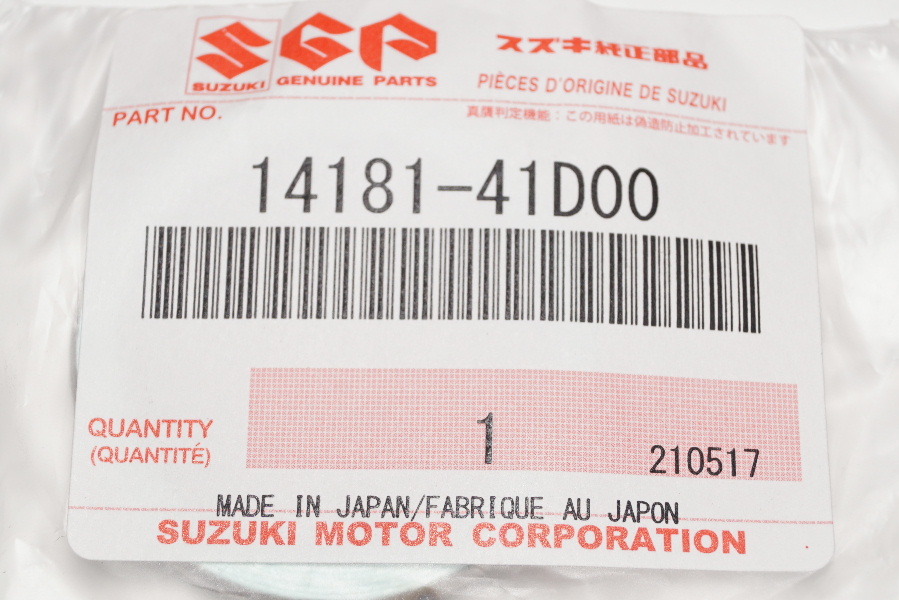 SGP スズキ純正部品
SUZUKI GENUINE PARTS PIÈCES D'ORIGINE DE SUZUKI
PART NO. 真贋判定機能：この用紙は偽造防止加工されています
14181-41D00
QUANTITY
(QUANTITÉ) 1 210517
MADE IN JAPAN/FABRIQUE AU JAPON
SUZUKI MOTOR CORPORATION